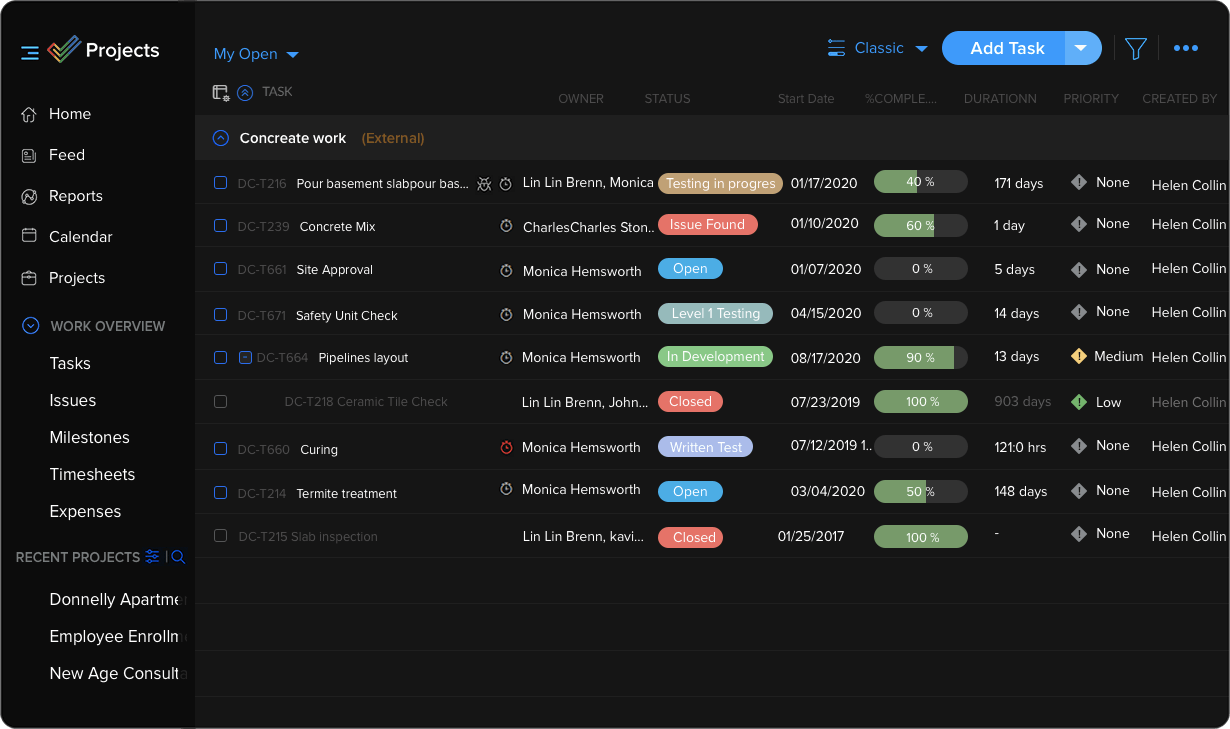 Projects
Home
Feed
Reports
Calendar
Projects
WORK OVERVIEW
Tasks
Issues
Milestones
Timesheets
Expenses
RECENT PROJECTS
Donnelly Apartme
Employee Enrollm
New Age Consult
My Open
Classic
Add Task
TASK OWNER STATUS Start Date %COMPLE.... DURATIONN PRIORITY CREATED BY
Concreate work (External)
DC-T216 Pour basement slabpour bas... Lin Lin Brenn, Monica Testing in progres 01/17/2020 40 % 171 days None Helen Collin
DC-T239 Concrete Mix CharlesCharles Ston.. Issue Found 01/10/2020 60 % 1 day None Helen Collin
DC-T661 Site Approval Monica Hemsworth Open 01/07/2020 0 % 5 days None Helen Collin
DC-T671 Safety Unit Check Monica Hemsworth Level 1 Testing 04/15/2020 0 % 14 days None Helen Collin
DC-T664 Pipelines layout Monica Hemsworth In Development 08/17/2020 90 % 13 days Medium Helen Collin
DC-T218 Ceramic Tile Check Lin Lin Brenn, John... Closed 07/23/2019 100 % 903 days Low Helen Collin
DC-T660 Curing Monica Hemsworth Written Test 07/12/2019 1.. 0 % 121:0 hrs None Helen Collin
DC-T214 Termite treatment Monica Hemsworth Open 03/04/2020 50 % 148 days None Helen Collin
DC-T215 Slab inspection Lin Lin Brenn, kavi... Closed 01/25/2017 100 % - None Helen Collin